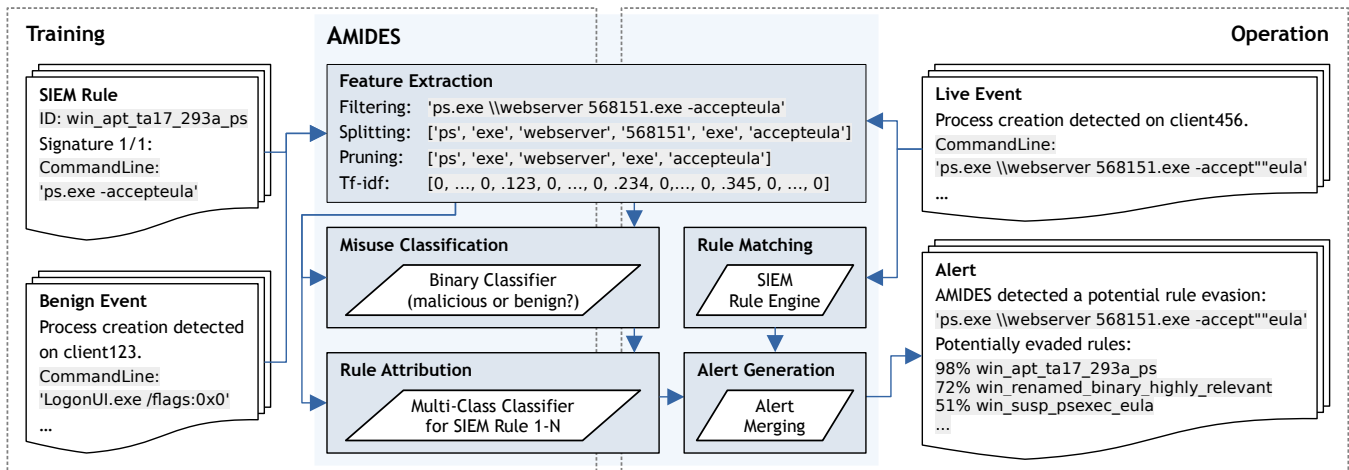 Training
AMIDES
Operation
SIEM Rule
ID: win_apt_ta17_293a_ps
Signature 1/1:
CommandLine:
'ps.exe -accepteula'
Benign Event
Process creation detected
on client123.
CommandLine:
'LogonUI.exe /flags:0x0'
...
Feature Extraction
Filtering: 'ps.exe \\webserver 568151.exe -accepteula'
Splitting: ['ps', 'exe', 'webserver', '568151', 'exe', 'accepteula']
Pruning: ['ps', 'exe', 'webserver', 'exe', 'accepteula']
Tf-idf: [0, ..., 0, .123, 0, ..., 0, .234, 0,..., 0, .345, 0, ..., 0]
Misuse Classification
Binary Classifier
(malicious or benign?)
Rule Matching
SIEM
Rule Engine
Rule Attribution
Multi-Class Classifier
for SIEM Rule 1-N
Alert Generation
Alert
Merging
Live Event
Process creation detected on client456.
CommandLine:
'ps.exe \\webserver 568151.exe -accept""eula'
...
Alert
AMIDES detected a potential rule evasion:
'ps.exe \\webserver 568151.exe -accept""eula'
Potentially evaded rules:
98% win_apt_ta17_293a_ps
72% win_renamed_binary_highly_relevant
51% win_susp_psexec_eula
...